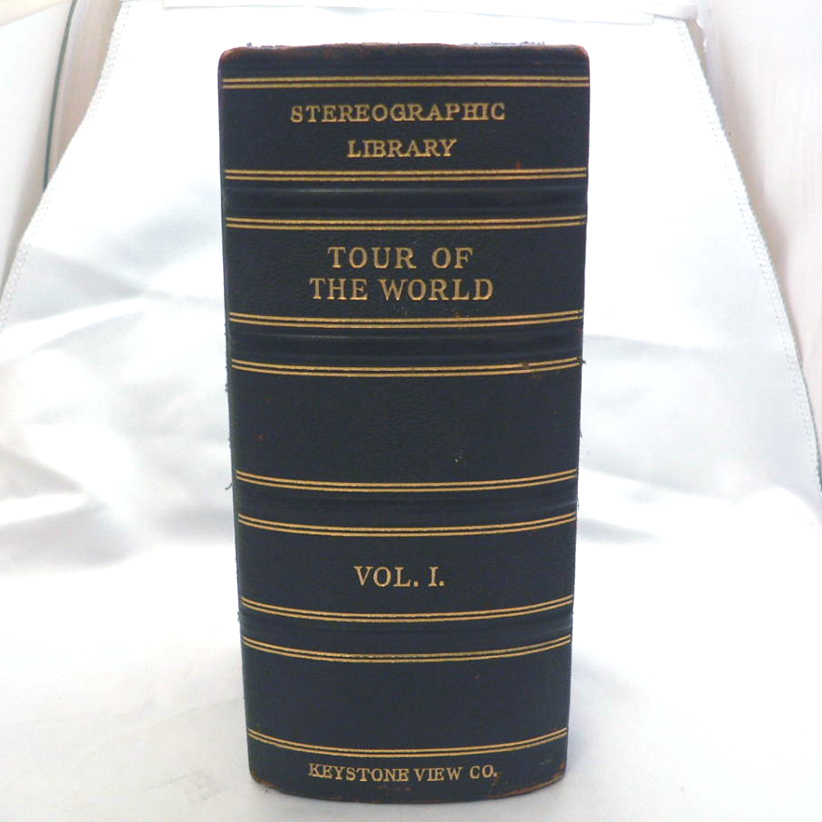 STEREOGRAPHIC
LIBRARY
TOUR OF
THE WORLD
VOL. I.
KEYSTONE VIEW CO.